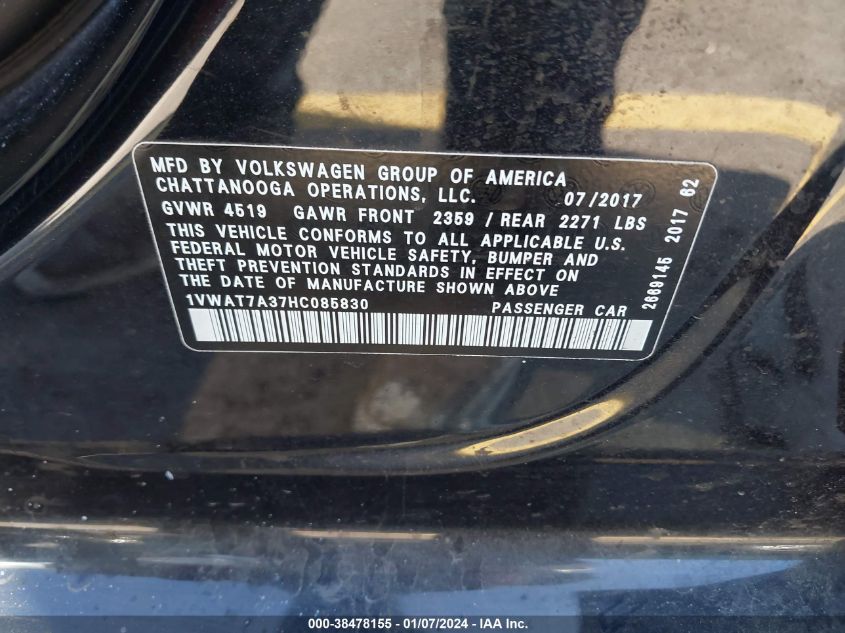 MFD BY VOLKSWAGEN GROUP OF AMERICA
CHATTANOOGA OPERATIONS, LLC. 07/2017
GVWR 4519 GAWR FRONT 2359 / REAR 2271 LBS
THIS VEHICLE CONFORMS TO ALL APPLICABLE U.S.
FEDERAL MOTOR VEHICLE SAFETY, BUMPER AND
THEFT PREVENTION STANDARDS IN EFFECT ON
THE DATE OF MANUFACTURE SHOWN ABOVE
1VWAT7A37HC085830 PASSENGER CAR
2669145 2017 62
000-38478155 - 01/07/2024 - IAA Inc.